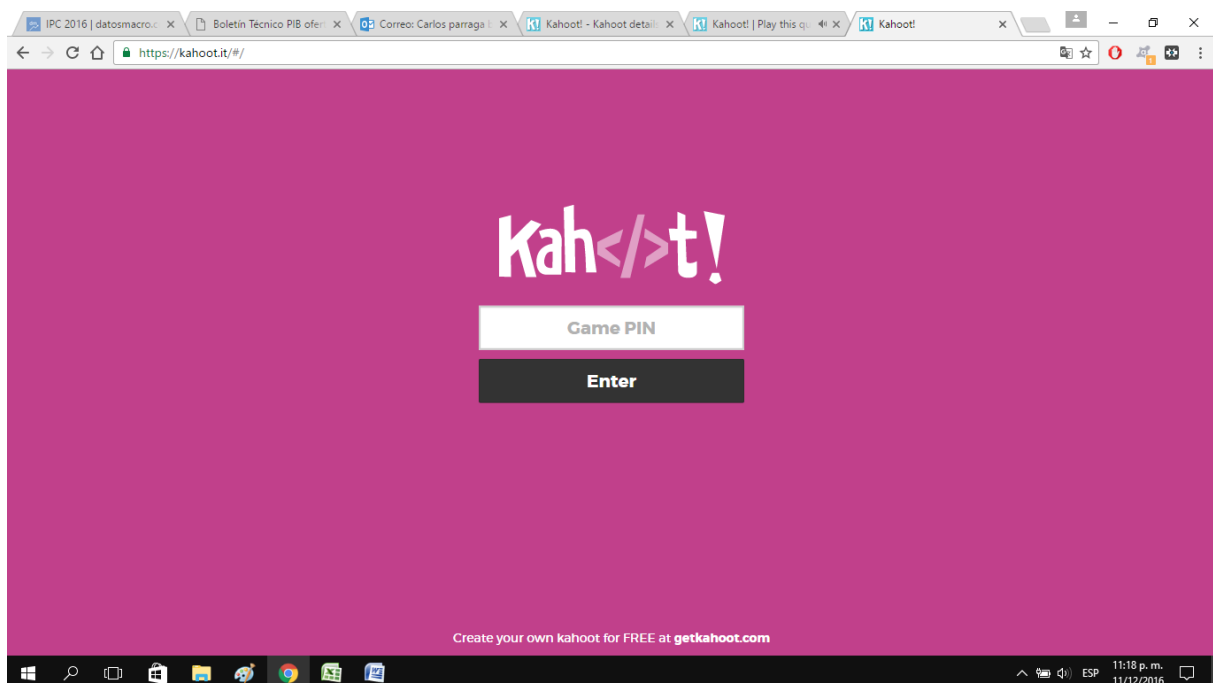 IPC 2016 | datosmacro.c
Boletín Técnico PIB ofert
Correo: Carlos parraga b
Kahoot! - Kahoot details
Kahoot! | Play this qu
Kahoot!
https://kahoot.it/#/
Kah</>t!
Game PIN
Enter
Create your own kahoot for FREE at getkahoot.com
ESP
11:18 p. m.
11/12/2016